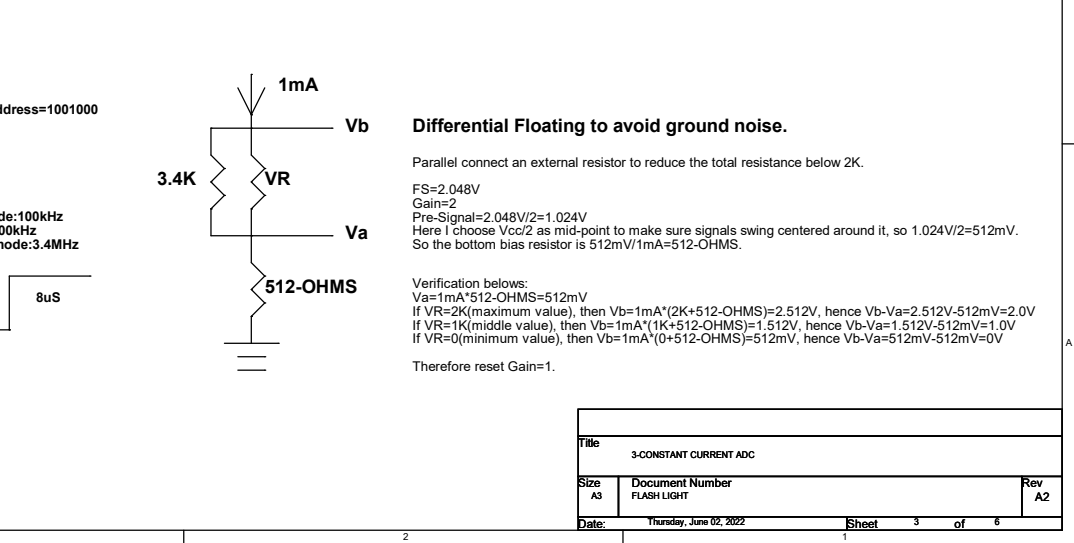 ddress=1001000
de:100kHz
00kHz
mode:3.4MHz
8uS
1mA
Vb
3.4K
VR
Va
512-OHMS
Differential Floating to avoid ground noise.
Parallel connect an external resistor to reduce the total resistance below 2K.
FS=2.048V
Gain=2
Pre-Signal=2.048V/2=1.024V
Here I choose Vcc/2 as mid-point to make sure signals swing centered around it, so 1.024V/2=512mV.
So the bottom bias resistor is 512mV/1mA=512-OHMS.
Verification belows:
Va=1mA*512-OHMS=512mV
If VR=2K(maximum value), then Vb=1mA*(2K+512-OHMS)=2.512V, hence Vb-Va=2.512V-512mV=2.0V
If VR=1K(middle value), then Vb=1mA*(1K+512-OHMS)=1.512V, hence Vb-Va=1.512V-512mV=1.0V
If VR=0(minimum value), then Vb=1mA*(0+512-OHMS)=512mV, hence Vb-Va=512mV-512mV=0V
Therefore reset Gain=1.
A
Title
3-CONSTANT CURRENT ADC
Size Document Number Rev
A3 FLASH LIGHT A2
Date: Thursday, June 02, 2022 Sheet 3 of 6
2 1